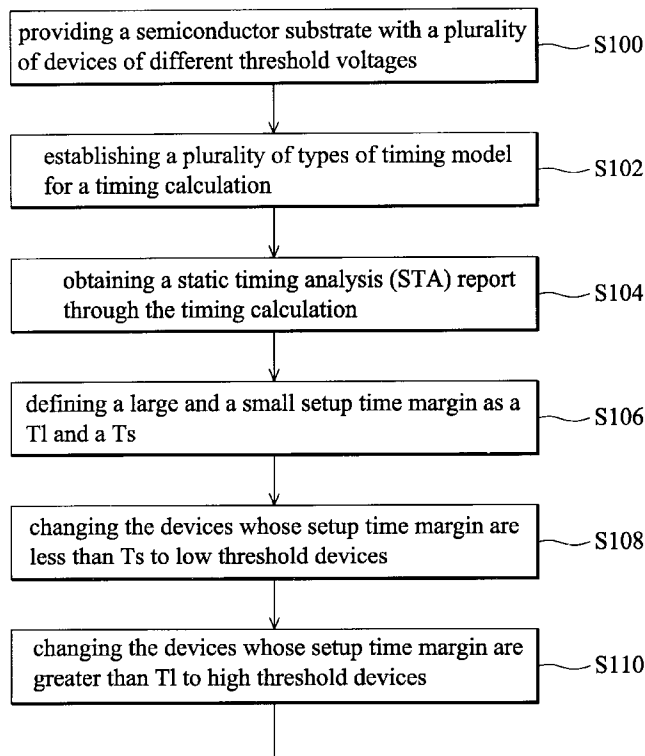 providing a semiconductor substrate with a plurality
of devices of different threshold voltages
S100
establishing a plurality of types of timing model
for a timing calculation
S102
obtaining a static timing analysis (STA) report
through the timing calculation
S104
defining a large and a small setup time margin as a
Tl and a Ts
S106
changing the devices whose setup time margin are
less than Ts to low threshold devices
S108
changing the devices whose setup time margin are
greater than Tl to high threshold devices
S110